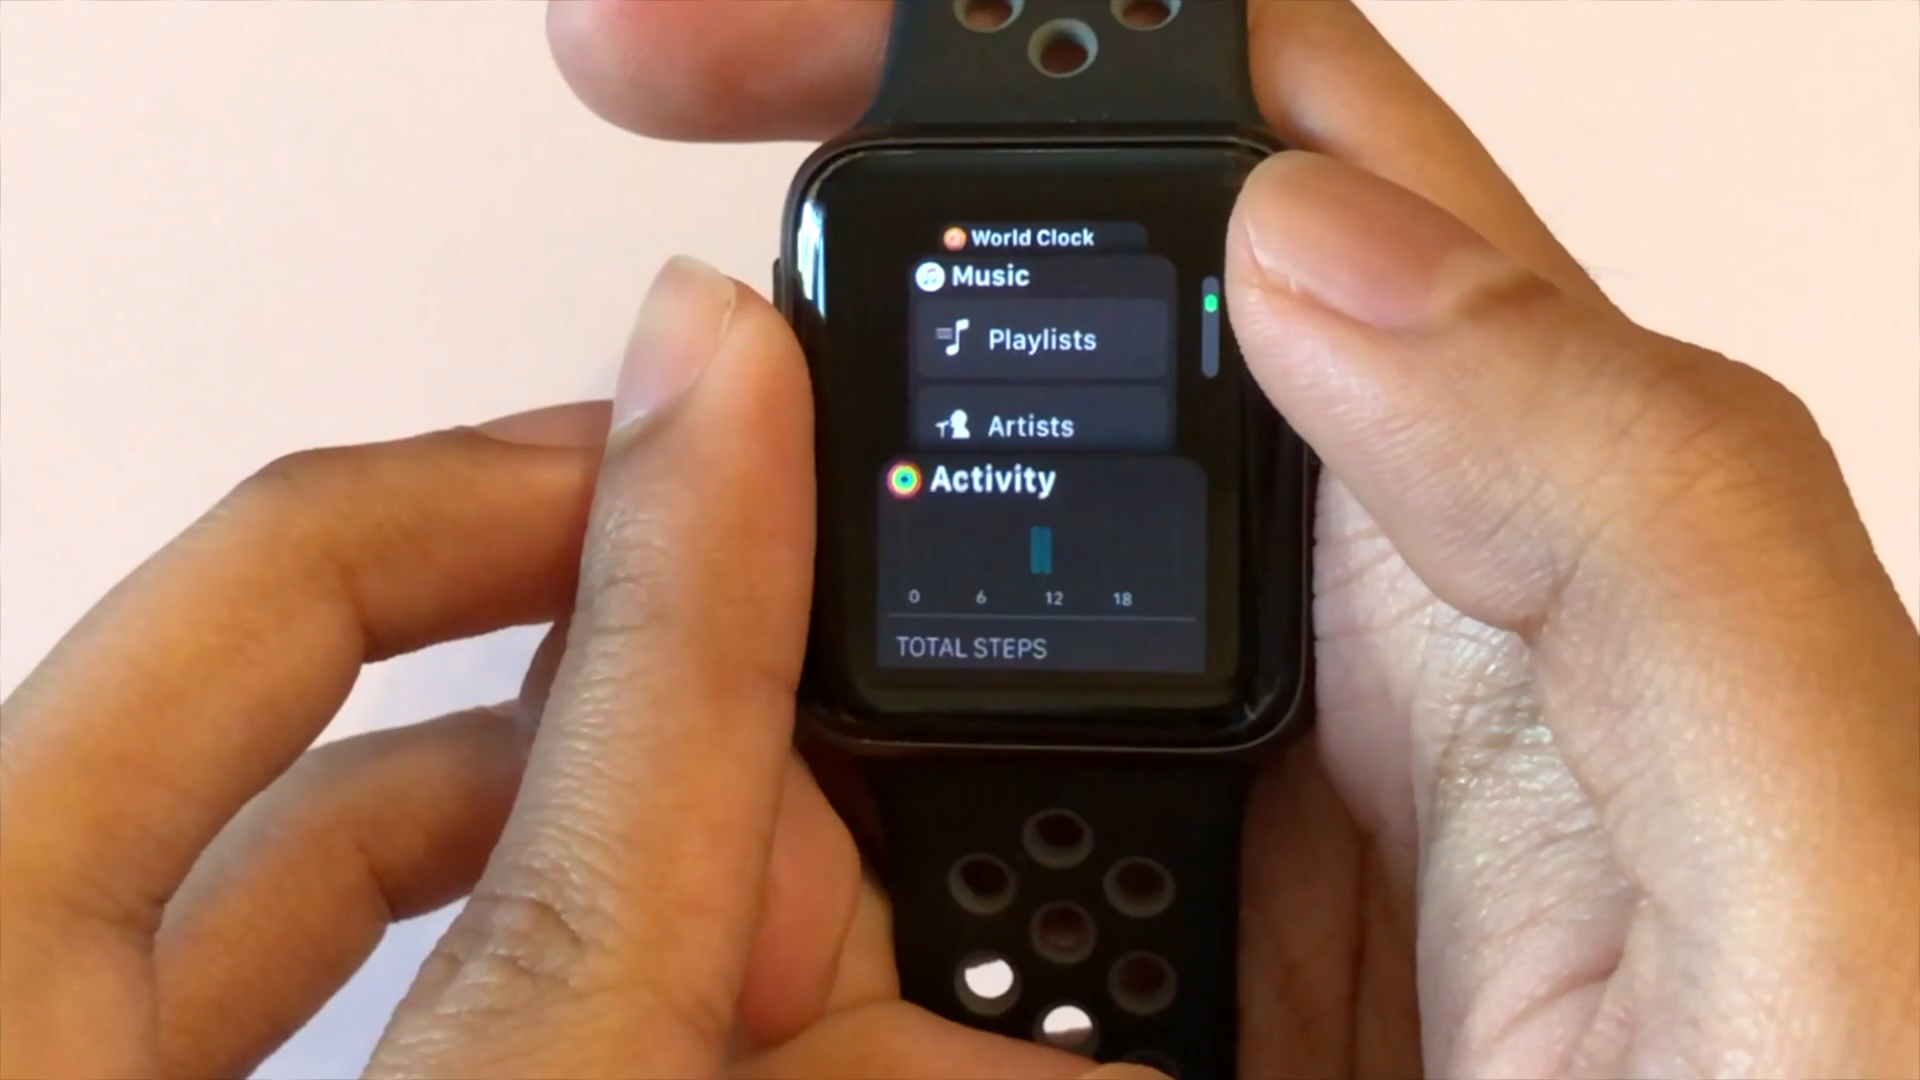 World Clock
Music
Playlists
Artists
Activity
0 6 12 18
TOTAL STEPS